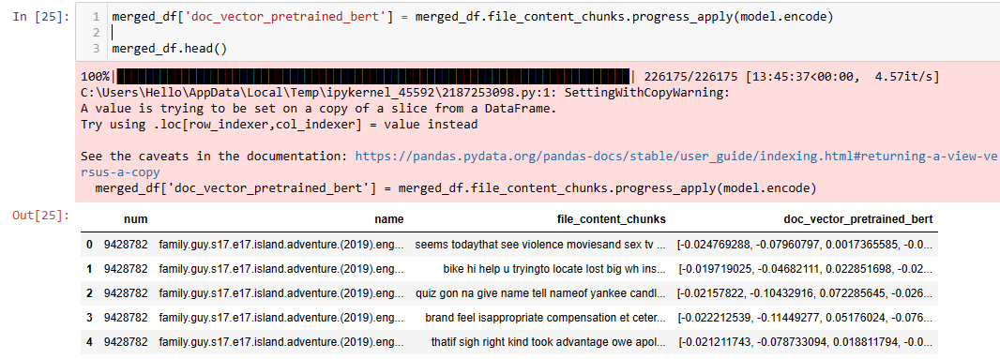 In [25]:
1 merged_df['doc_vector_pretrained_bert'] = merged_df.file_content_chunks.progress_apply(model.encode)
2
3 merged_df.head()
100%| | 226175/226175 [13:45:37<00:00, 4.57it/s]
C:\Users\Hello\AppData\Local\Temp\ipykernel_45592\2187253098.py:1: SettingWithCopyWarning:
A value is trying to be set on a copy of a slice from a DataFrame.
Try using .loc[row_indexer,col_indexer] = value instead
See the caveats in the documentation: https://pandas.pydata.org/pandas-docs/stable/user_guide/indexing.html#returning-a-view-ve
rsus-a-copy
merged_df['doc_vector_pretrained_bert'] = merged_df.file_content_chunks.progress_apply(model.encode)
Out[25]:
num name file_content_chunks doc_vector_pretrained_bert
0 9428782 family.guy.s17.e17.island.adventure.(2019).eng... seems todaythat see violence moviesand sex tv ... [-0.024769288, -0.07960797, 0.0017365585, -0.0...
1 9428782 family.guy.s17.e17.island.adventure.(2019).eng... bike hi help u tryingto locate lost big wh ins... [-0.019719025, -0.04682111, 0.022851698, -0.02...
2 9428782 family.guy.s17.e17.island.adventure.(2019).eng... quiz gon na give name tell nameof yankee candl... [-0.02157822, -0.10432916, 0.072285645, -0.026...
3 9428782 family.guy.s17.e17.island.adventure.(2019).eng... brand feel isappropriate compensation et ceter... [-0.022212539, -0.11449277, 0.05176024, -0.076...
4 9428782 family.guy.s17.e17.island.adventure.(2019).eng... thatif sigh right kind took advantage owe apol... [-0.021211743, -0.078733094, 0.018811794, -0.0...